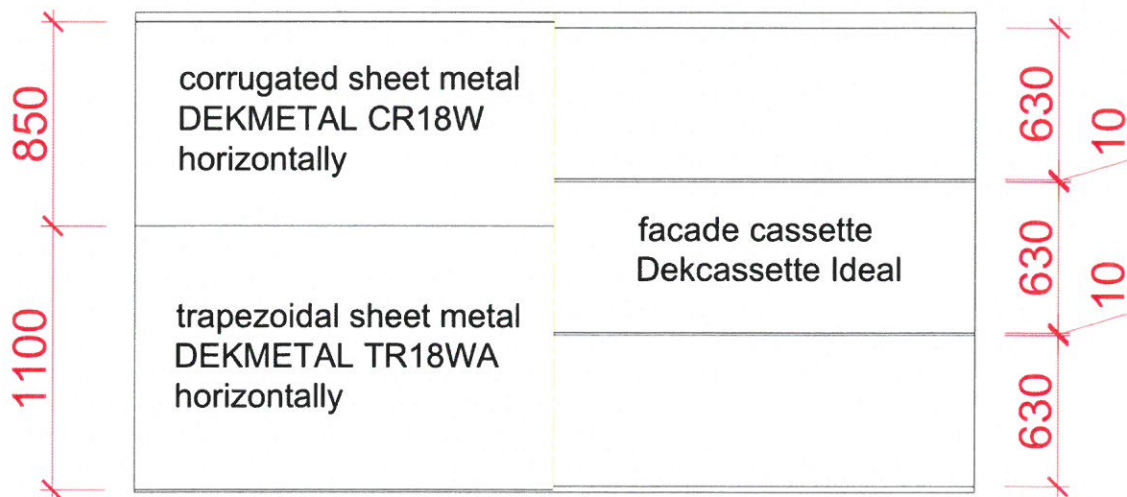 850
1100
corrugated sheet metal
DEKMETAL CR18W
horizontally
trapezoidal sheet metal
DEKMETAL TR18WA
horizontally
facade cassette
Dekcassette Ideal
630
10
630
10
630